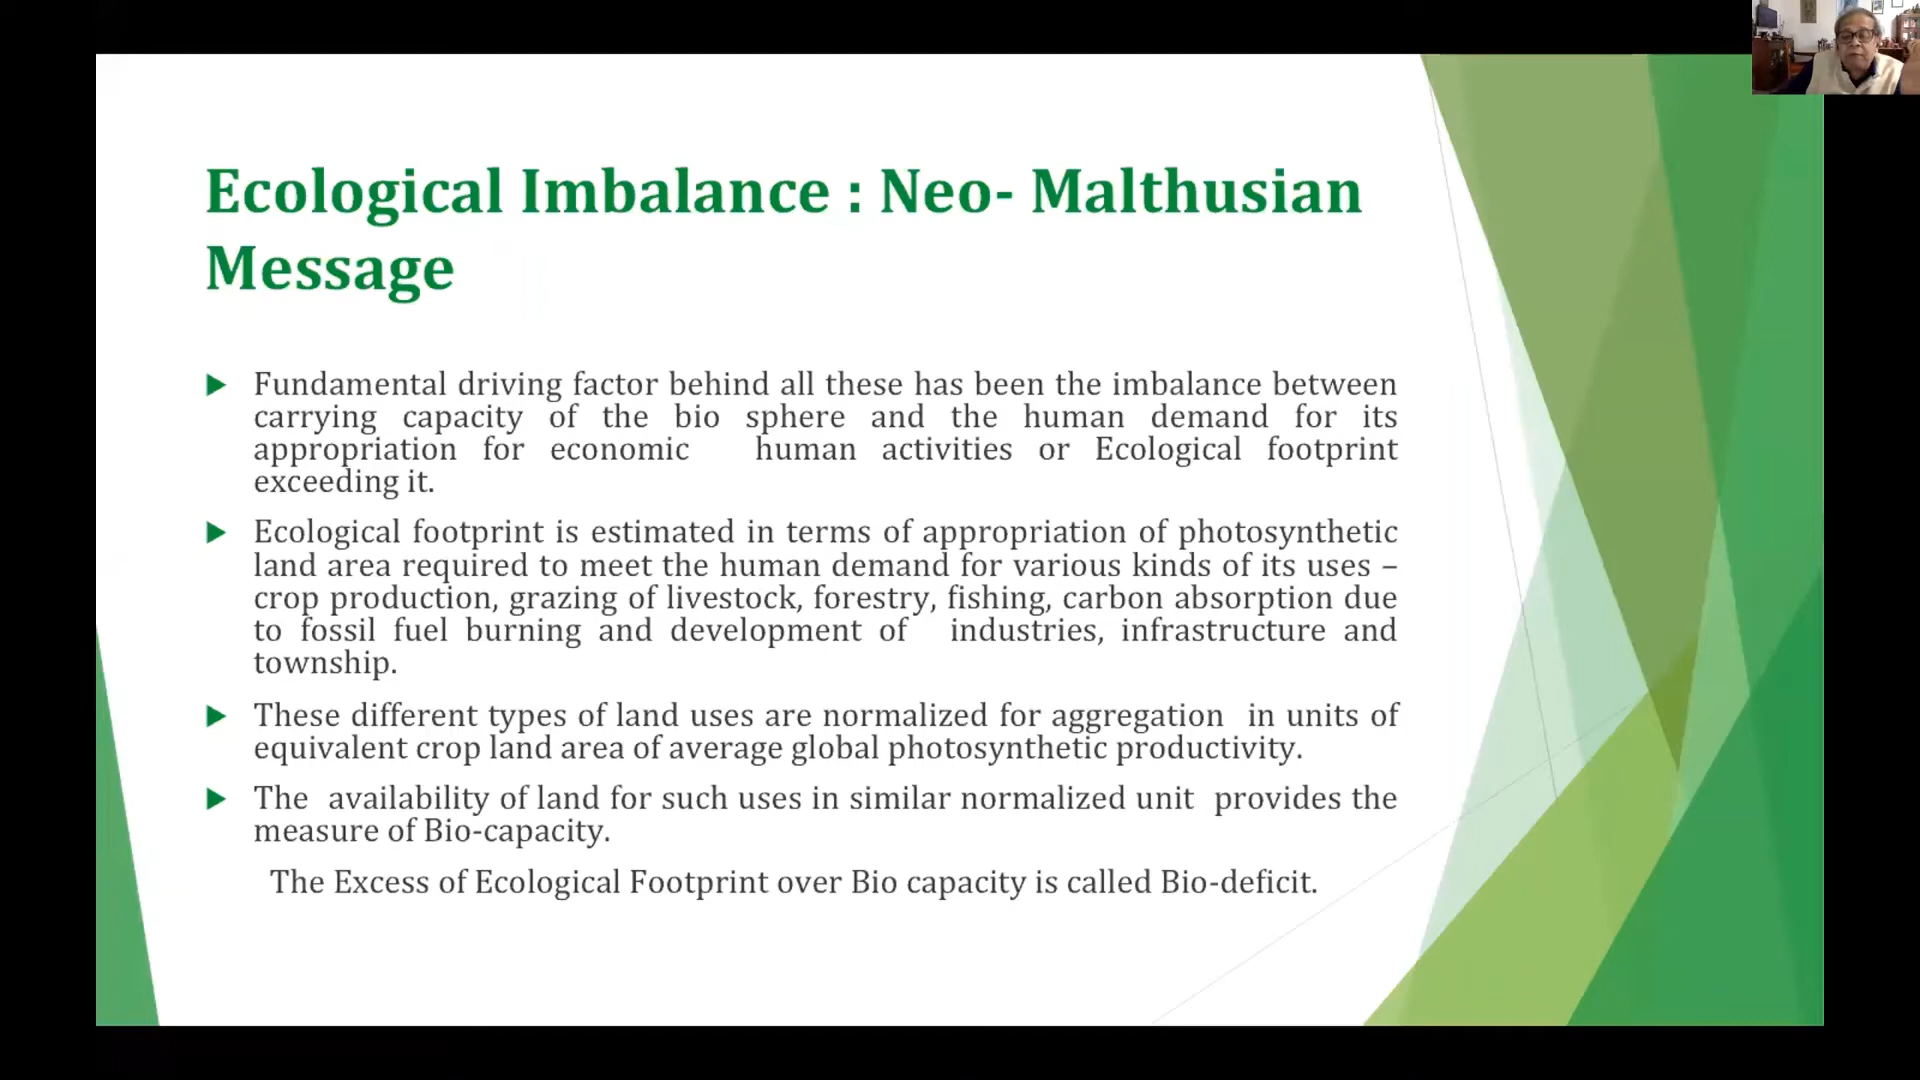 Ecological Imbalance : Neo- Malthusian
Message
Fundamental driving factor behind all these has been the imbalance between
carrying capacity of the bio sphere and the human demand for its
appropriation for economic human activities or Ecological footprint
exceeding it.
Ecological footprint is estimated in terms of appropriation of photosynthetic
land area required to meet the human demand for various kinds of its uses –
crop production, grazing of livestock, forestry, fishing, carbon absorption due
to fossil fuel burning and development of industries, infrastructure and
township.
These different types of land uses are normalized for aggregation in units of
equivalent crop land area of average global photosynthetic productivity.
The availability of land for such uses in similar normalized unit provides the
measure of Bio-capacity.
The Excess of Ecological Footprint over Bio capacity is called Bio-deficit.